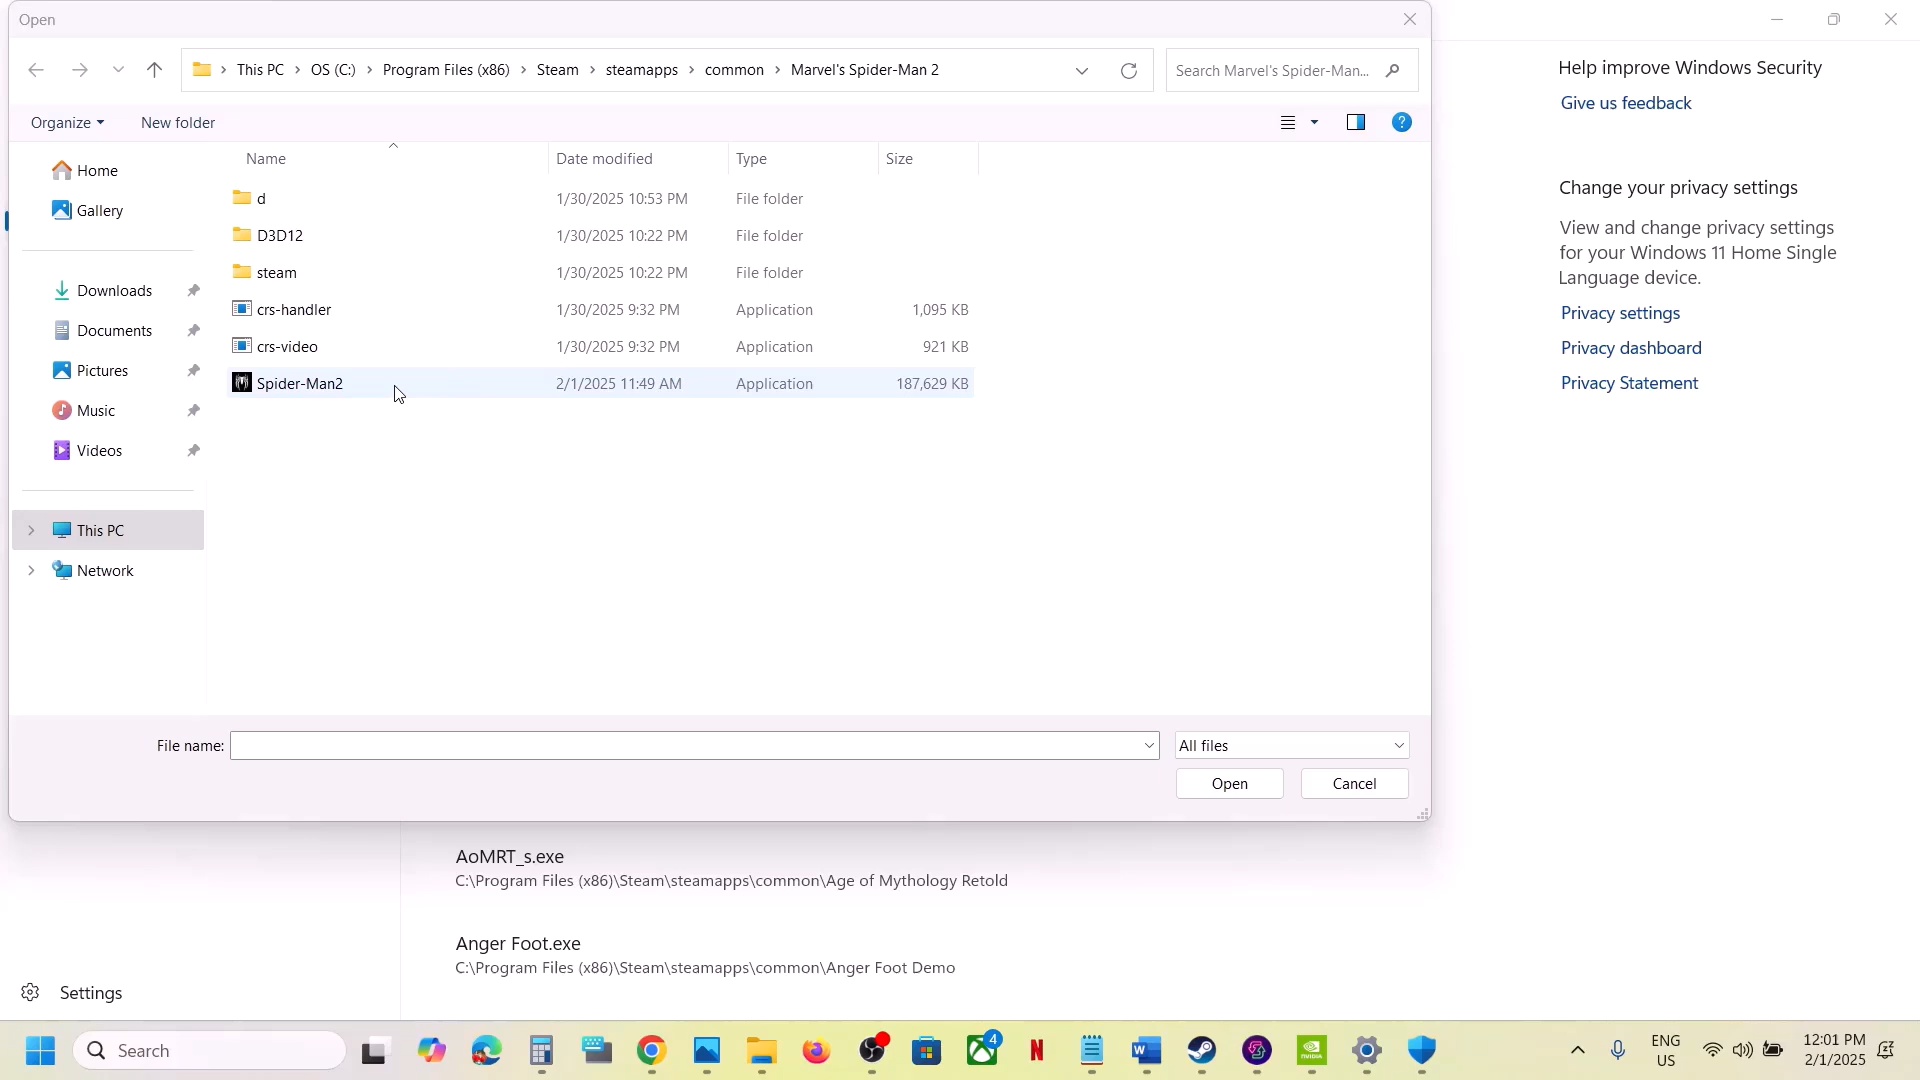 Open
This PC > OS (C:) > Program Files (x86) > Steam > steamapps > common > Marvel's Spider-Man 2
Search Marvel's Spider-Man...
Organize
New folder
Name
Date modified
Type
Size
Home
Gallery
Downloads
Documents
Pictures
Music
Videos
This PC
Network
d 1/30/2025 10:53 PM File folder
D3D12 1/30/2025 10:22 PM File folder
steam 1/30/2025 10:22 PM File folder
crs-handler 1/30/2025 9:32 PM Application 1,095 KB
crs-video 1/30/2025 9:32 PM Application 921 KB
Spider-Man2 2/1/2025 11:49 AM Application 187,629 KB
File name:
All files
Open
Cancel
Help improve Windows Security
Give us feedback
Change your privacy settings
View and change privacy settings
for your Windows 11 Home Single
Language device.
Privacy settings
Privacy dashboard
Privacy Statement
AoMRT_s.exe
C:\Program Files (x86)\Steam\steamapps\common\Age of Mythology Retold
Anger Foot.exe
C:\Program Files (x86)\Steam\steamapps\common\Anger Foot Demo
Settings
Search
4
ENG
US
12:01 PM
2/1/2025